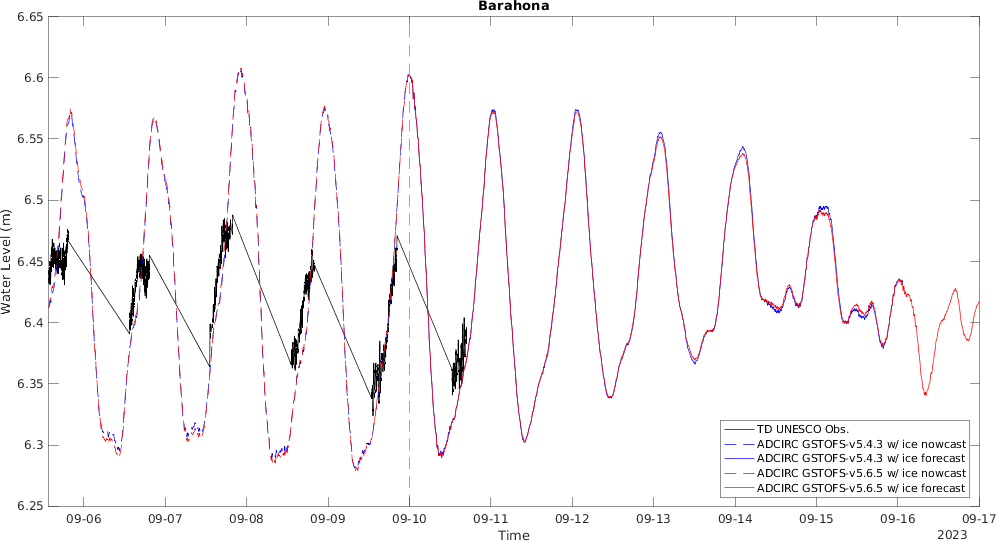 Barahona
6.65
6.6
6.55
6.5
6.45
6.4
6.35
6.3
6.25
Water Level (m)
09-06 09-07 09-08 09-09 09-10 09-11 09-12 09-13 09-14 09-15 09-16 09-17
Time
2023
TD UNESCO Obs.
ADCIRC GSTOFS-v5.4.3 w/ ice nowcast
ADCIRC GSTOFS-v5.4.3 w/ ice forecast
ADCIRC GSTOFS-v5.6.5 w/ ice nowcast
ADCIRC GSTOFS-v5.6.5 w/ ice forecast